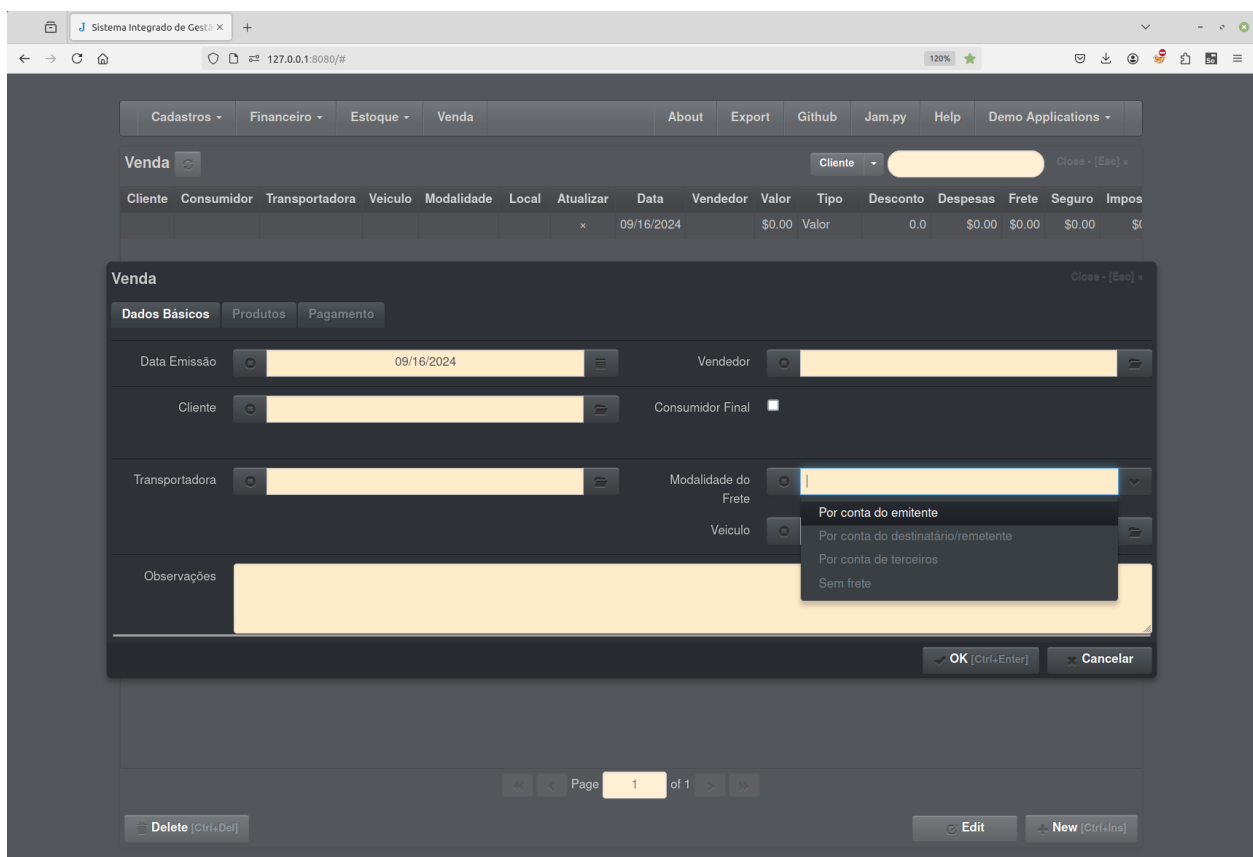 Sistema Integrado de Gestã
127.0.0.1:8080/#
120%
Cadastros Financeiro Estoque Venda About Export Github Jam.py Help Demo Applications
Venda Cliente Close - [Esc] ×
Cliente Consumidor Transportadora Veiculo Modalidade Local Atualizar Data Vendedor Valor Tipo Desconto Despesas Frete Seguro Impos
× 09/16/2024 $0.00 Valor 0.0 $0.00 $0.00 $0.00 $0
Venda Close - [Esc] ×
Dados Básicos Produtos Pagamento
Data Emissão 09/16/2024 Vendedor
Cliente Consumidor Final
Transportadora Modalidade do
Frete
Por conta do emitente
Veiculo
Por conta do destinatário/remetente
Por conta de terceiros
Sem frete
Observações
OK [Ctrl+Enter] Cancelar
Page 1 of 1
Delete [Ctrl+Del] Edit New [Ctrl+Ins]